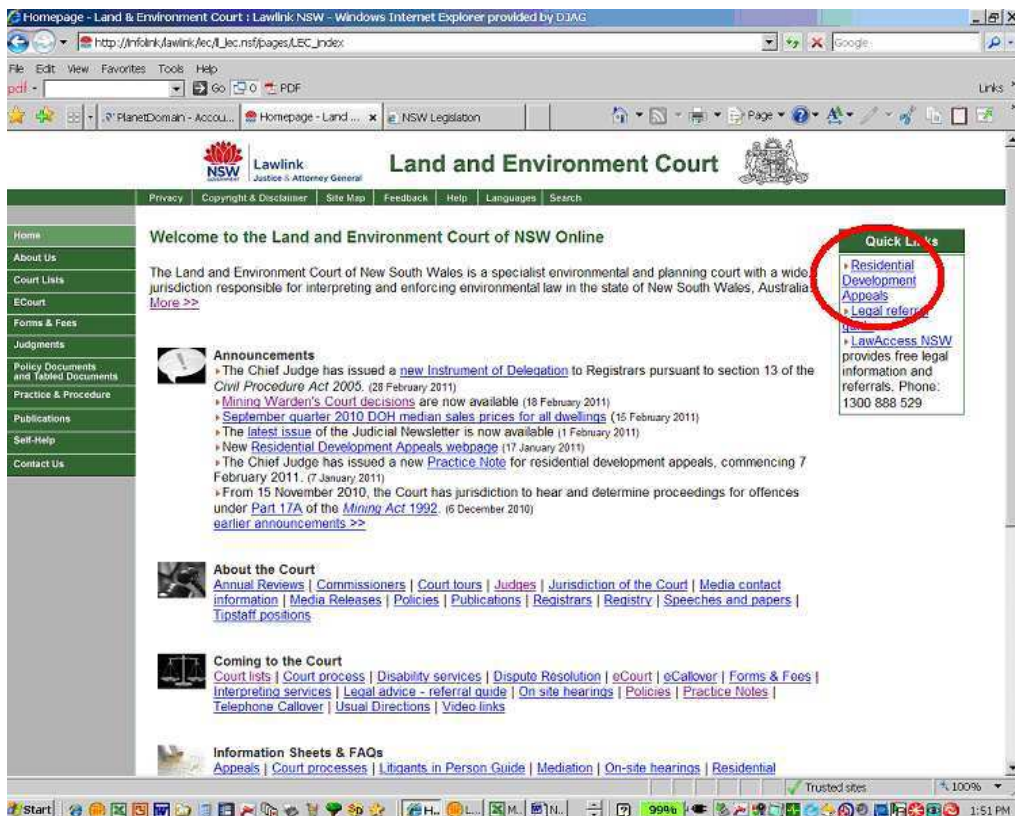 Homepage - Land & Environment Court : Lawlink NSW - Windows Internet Explorer provided by DJAG
http://infolink/lawlink/lec/ll_lec.nsf/pages/LEC_index
Google
File Edit View Favorites Tools Help
pdf
Go
PDF
Links
PlanetDomain - Accou...
Homepage - Land ...
NSW Legislation
Page
NSW
Lawlink
Justice & Attorney General
Land and Environment Court
Privacy
Copyright & Disclaimer
Site Map
Feedback
Help
Languages
Search
Home
About Us
Court Lists
ECourt
Forms & Fees
Judgments
Policy Documents
and Tabled Documents
Practice & Procedure
Publications
Self-Help
Contact Us
Welcome to the Land and Environment Court of NSW Online
The Land and Environment Court of New South Wales is a specialist environmental and planning court with a wide
jurisdiction responsible for interpreting and enforcing environmental law in the state of New South Wales, Australia
More >>
Announcements
The Chief Judge has issued a new Instrument of Delegation to Registrars pursuant to section 13 of the
Civil Procedure Act 2005. (28 February 2011)
Mining Warden's Court decisions are now available (18 February 2011)
September quarter 2010 DOH median sales prices for all dwellings (15 February 2011)
The latest issue of the Judicial Newsletter is now available (1 February 2011)
New Residential Development Appeals webpage (17 January 2011)
The Chief Judge has issued a new Practice Note for residential development appeals, commencing 7
February 2011. (7 January 2011)
From 15 November 2010, the Court has jurisdiction to hear and determine proceedings for offences
under Part 17A of the Mining Act 1992. (6 December 2010)
earlier announcements >>
About the Court
Annual Reviews | Commissioners | Court tours | Judges | Jurisdiction of the Court | Media contact
information | Media Releases | Policies | Publications | Registrars | Registry | Speeches and papers |
Tipstaff positions
Coming to the Court
Court lists | Court process | Disability services | Dispute Resolution | eCourt | eCallover | Forms & Fees |
Interpreting services | Legal advice - referral guide | On site hearings | Policies | Practice Notes |
Telephone Callover | Usual Directions | Video links
Information Sheets & FAQs
Appeals | Court processes | Litigants in Person Guide | Mediation | On-site hearings | Residential
Quick Links
Residential
Development
Appeals
Legal referral
LawAccess NSW
provides free legal
information and
referrals. Phone:
1300 888 529
Trusted sites
100%
Start
H..
L...
M..
N...
99%
1:51 PM